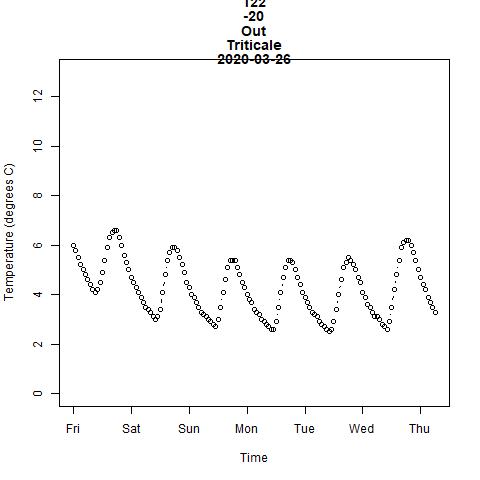 122
-20
Out
Triticale
2020-03-26
Temperature (degrees C)
12
10
8
6
4
2
0
Fri Sat Sun Mon Tue Wed Thu
Time